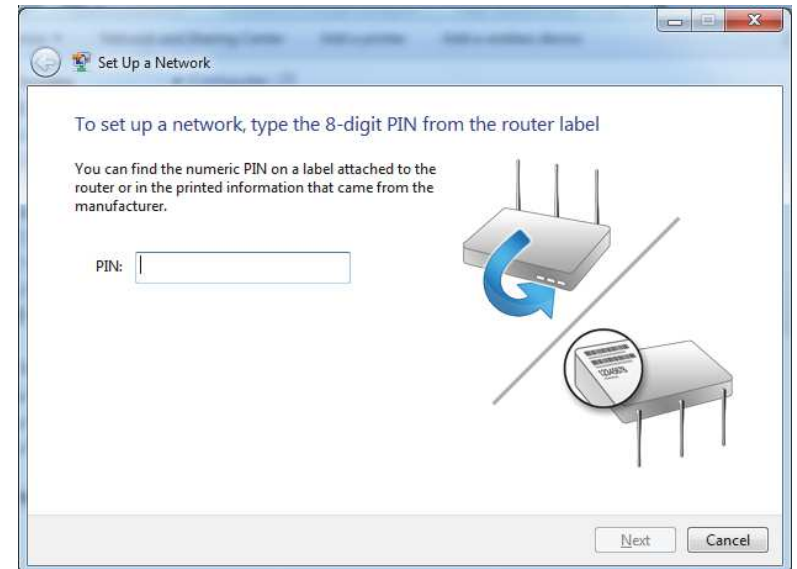 Set Up a Network
To set up a network, type the 8-digit PIN from the router label
You can find the numeric PIN on a label attached to the
router or in the printed information that came from the
manufacturer.
PIN:
12345678
Next
Cancel